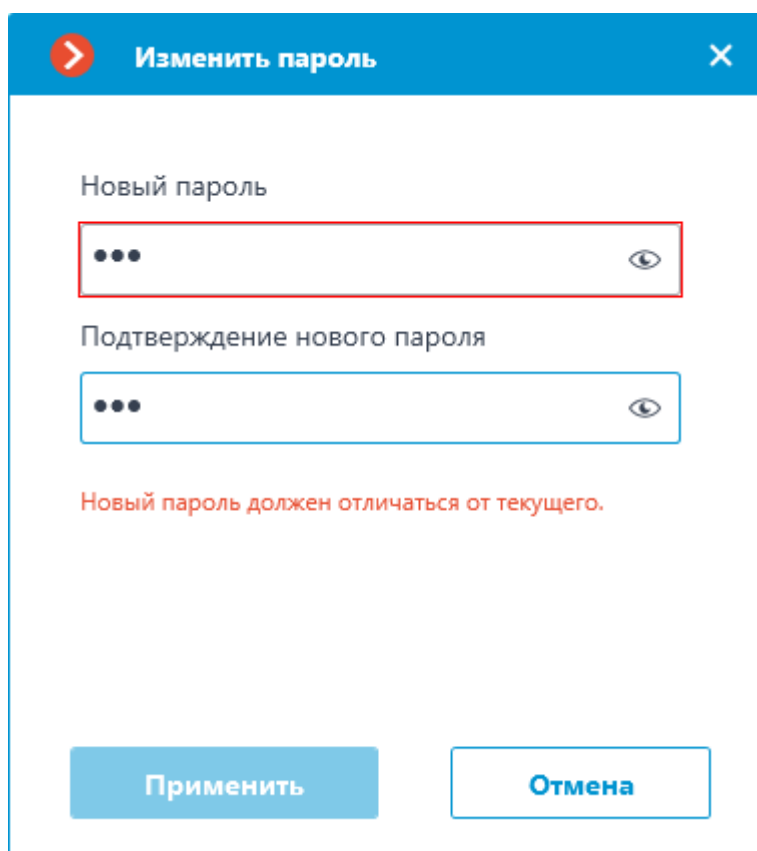 Изменить пароль
Новый пароль
•••
Подтверждение нового пароля
•••
Новый пароль должен отличаться от текущего.
Применить
Отмена